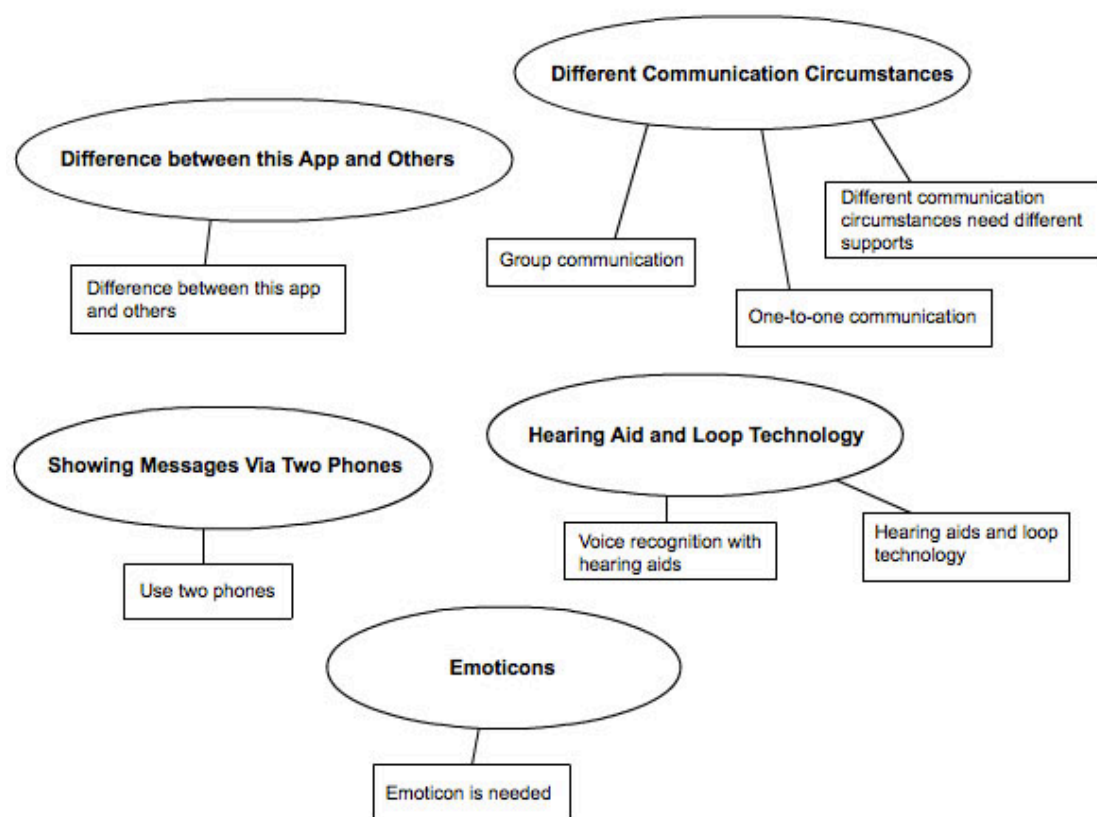 Different Communication Circumstances
Difference between this App and Others
Different communication
circumstances need different
supports
Group communication
Difference between this app
and others
One-to-one communication
Hearing Aid and Loop Technology
Showing Messages Via Two Phones
Voice recognition with
hearing aids
Hearing aids and loop
technology
Use two phones
Emoticons
Emoticon is needed